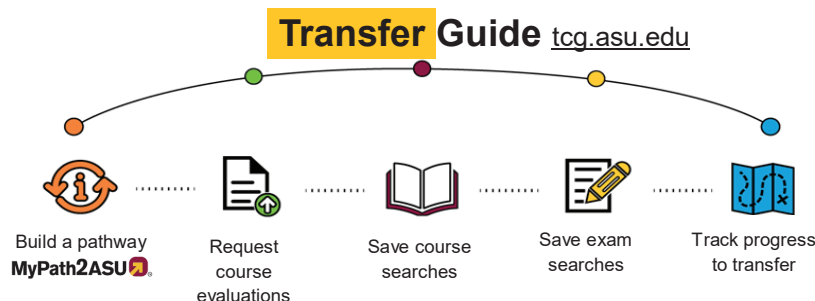 Transfer Guide tcg.asu.edu
Build a pathway
MyPath2ASU
Request
course
evaluations
Save course
searches
Save exam
searches
Track progress
to transfer